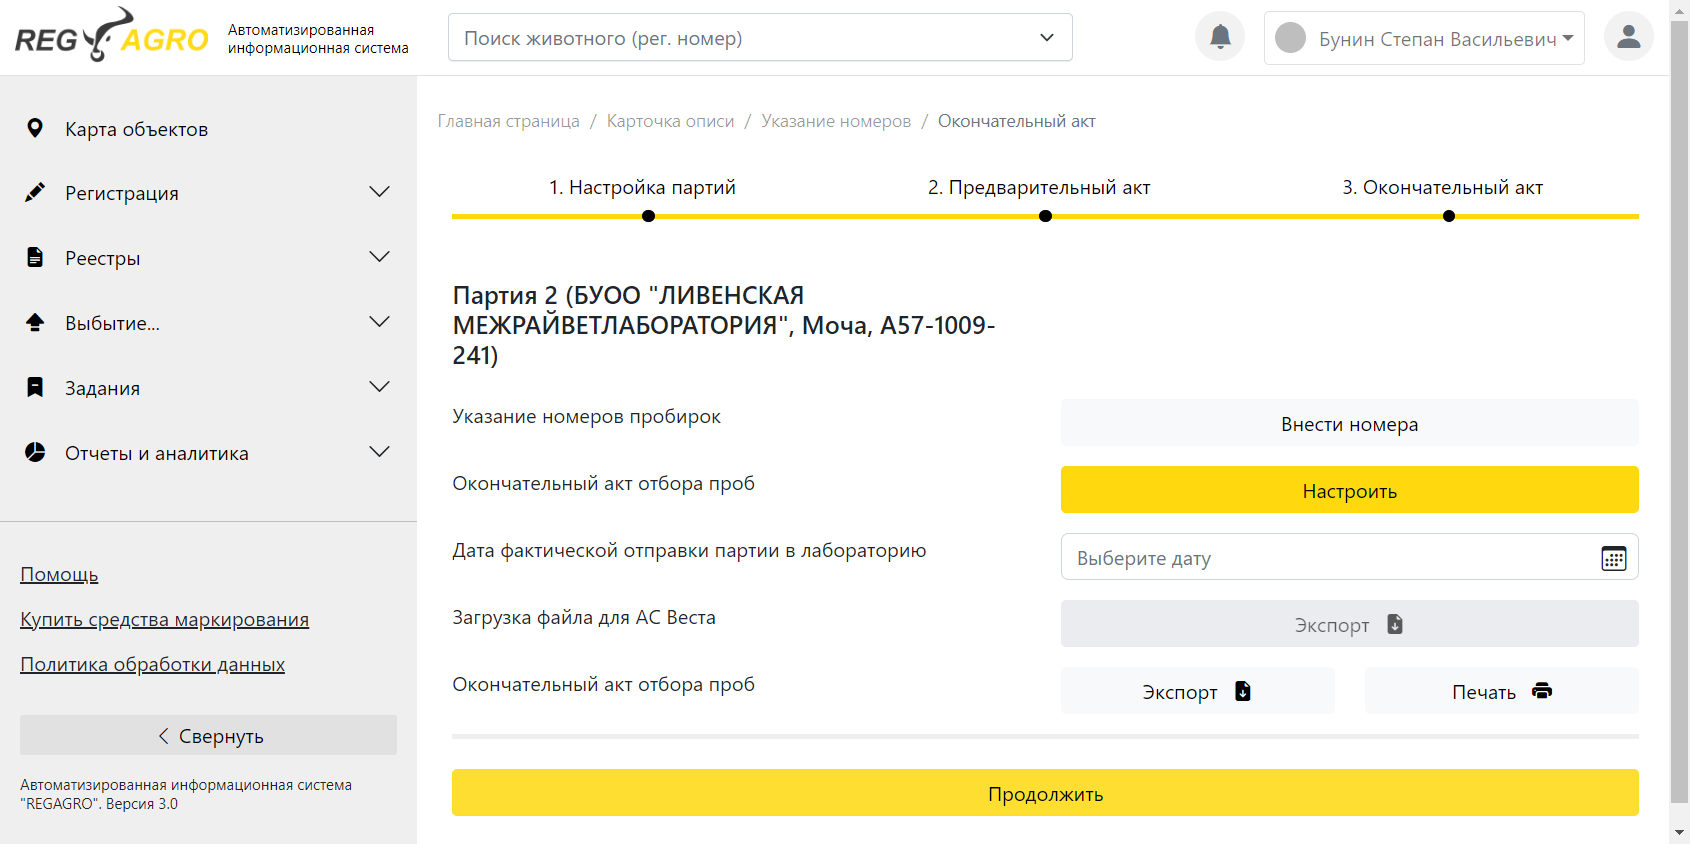 REG AGRO
Автоматизированная
информационная система
Поиск животного (рег. номер)
Бунин Степан Васильевич
Карта объектов
Регистрация
Реестры
Выбытие...
Задания
Отчеты и аналитика
Помощь
Купить средства маркирования
Политика обработки данных
Свернуть
Автоматизированная информационная система
"REGAGRO". Версия 3.0
Главная страница / Карточка описи / Указание номеров / Окончательный акт
1. Настройка партий
2. Предварительный акт
3. Окончательный акт
Партия 2 (БУОО "ЛИВЕНСКАЯ
МЕЖРАЙВЕТЛАБОРАТОРИЯ", Моча, А57-1009-
241)
Указание номеров пробирок
Внести номера
Окончательный акт отбора проб
Настроить
Дата фактической отправки партии в лабораторию
Выберите дату
Загрузка файла для АС Веста
Экспорт
Окончательный акт отбора проб
Экспорт
Печать
Продолжить